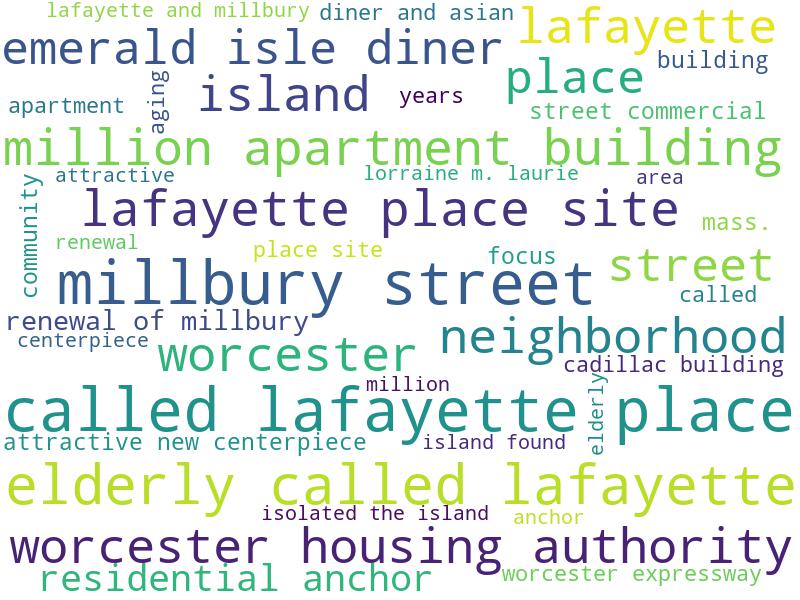 lafayette and millbury
diner and asian
lafayette
emerald isle diner
building
place
island
aging
years
apartment
street commercial
million apartment building
attractive
lorraine m. laurie
area
community
lafayette place site
mass.
renewal
place site
focus
street
millbury street
called
renewal of millbury
neighborhood
centerpiece
worcester
cadillac building
million
elderly
called lafayette place
attractive new centerpiece
island found
elderly called lafayette
isolated the island
anchor
worcester housing authority
residential anchor
worcester expressway